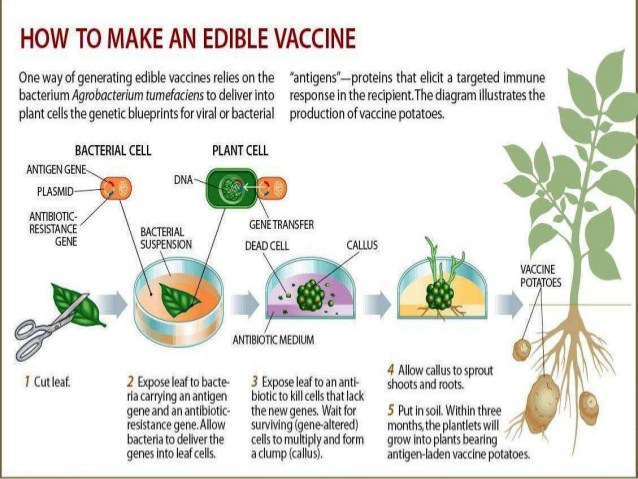 HOW TO MAKE AN EDIBLE VACCINE
One way of generating edible vaccines relies on the
bacterium Agrobacterium tumefaciens to deliver into
plant cells the genetic blueprints for viral or bacterial
"antigens"—proteins that elicit a targeted immune
response in the recipient. The diagram illustrates the
production of vaccine potatoes.
BACTERIAL CELL
PLANT CELL
ANTIGEN GENE
PLASMID
ANTIBIOTIC-
RESISTANCE
GENE
DNA
BACTERIAL
SUSPENSION
GENE TRANSFER
DEAD CELL
CALLUS
ANTIBIOTIC MEDIUM
VACCINE
POTATOES
1 Cut leaf.
2 Expose leaf to bacte-
ria carrying an antigen
gene and an antibiotic-
resistance gene. Allow
bacteria to deliver the
genes into leaf cells.
3 Expose leaf to an anti-
biotic to kill cells that lack
the new genes. Wait for
surviving (gene-altered)
cells to multiply and form
a clump (callus).
4 Allow callus to sprout
shoots and roots.
5 Put in soil. Within three
months, the plantlets will
grow into plants bearing
antigen-laden vaccine potatoes.